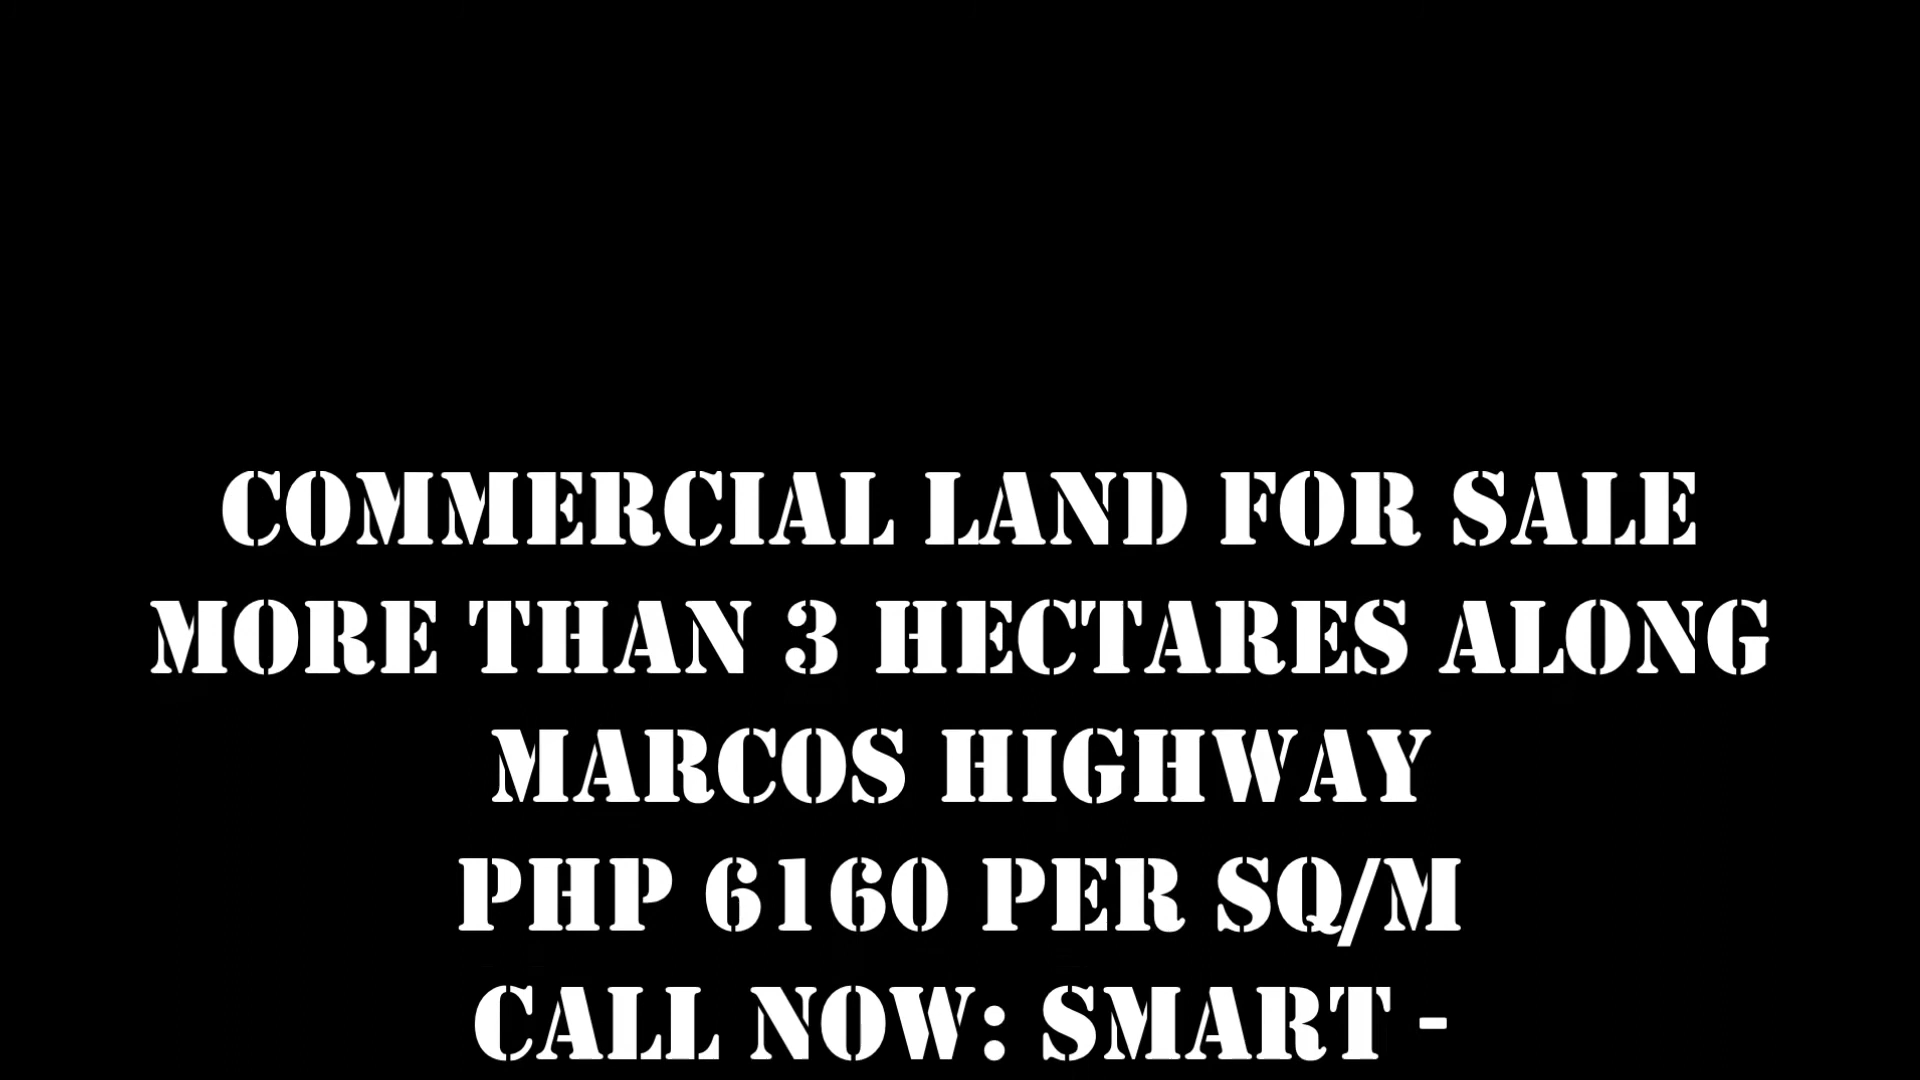 COMMERCIAL LAND FOR SALE
MORE THAN 3 HECTARES ALONG
MARCOS HIGHWAY
PHP 6160 PER SQ/M
CALL NOW: SMART -